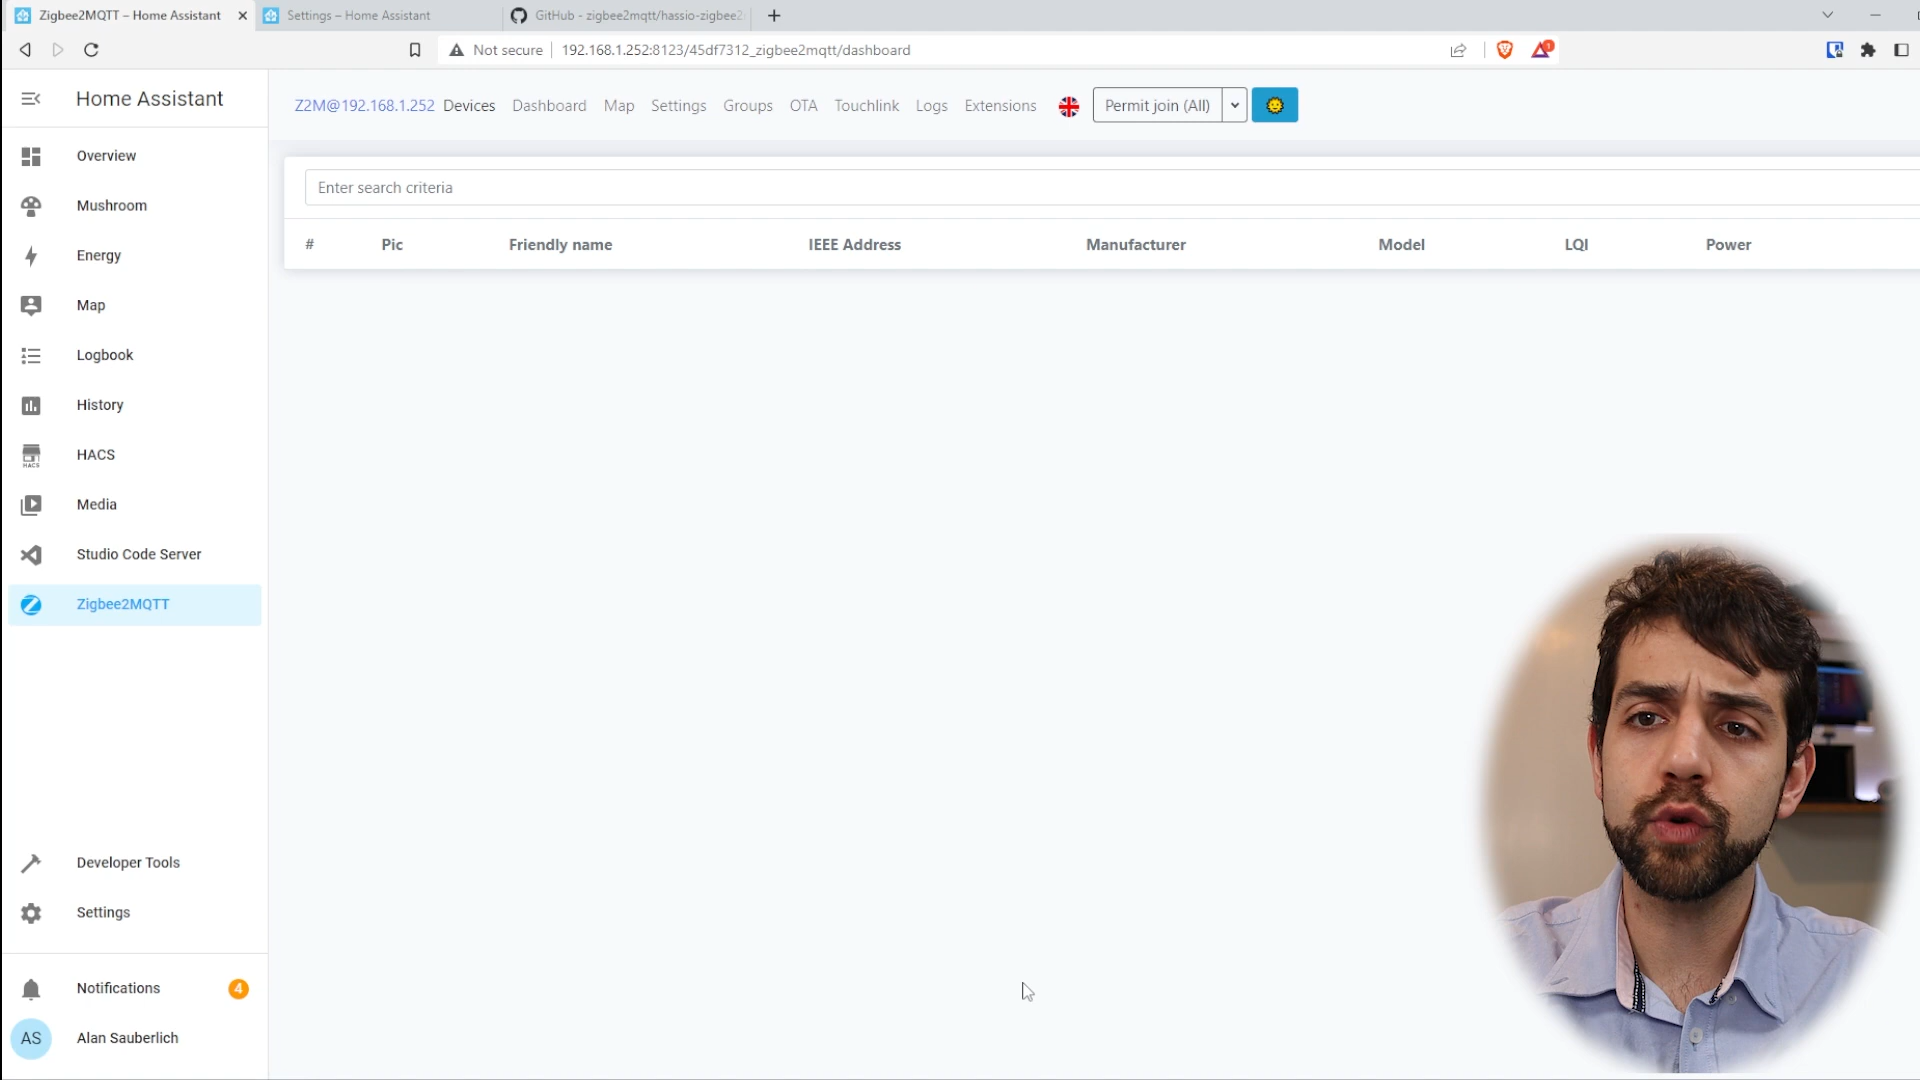 Zigbee2MQTT – Home Assistant
Settings – Home Assistant
GitHub - zigbee2mqtt/hassio-zigbee2
Not secure
192.168.1.252:8123/45df7312_zigbee2mqtt/dashboard
1
Home Assistant
Overview
Mushroom
Energy
Map
Logbook
History
HACS
HACS
Media
Studio Code Server
Zigbee2MQTT
Developer Tools
Settings
Notifications 4
AS Alan Sauberlich
Z2M@192.168.1.252 Devices Dashboard Map Settings Groups OTA Touchlink Logs Extensions Permit join (All)
Enter search criteria
# Pic Friendly name IEEE Address Manufacturer Model LQI Power